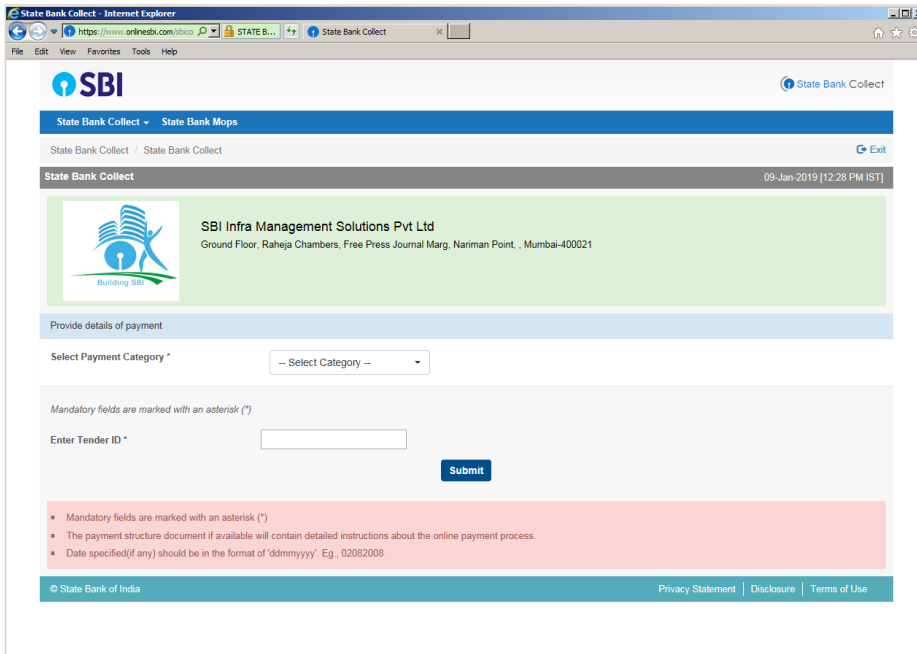 State Bank Collect - Internet Explorer
https://www.onlinesbi.com/sbico STATE B... State Bank Collect
File Edit View Favorites Tools Help
SBI State Bank Collect
State Bank Collect State Bank Mops
State Bank Collect / State Bank Collect Exit
State Bank Collect 09-Jan-2019 [12:28 PM IST]
SBI Infra Management Solutions Pvt Ltd
Ground Floor, Raheja Chambers, Free Press Journal Marg, Nariman Point, , Mumbai-400021
Building SBI
Provide details of payment
Select Payment Category * -- Select Category --
Mandatory fields are marked with an asterisk (*)
Enter Tender ID *
Submit
Mandatory fields are marked with an asterisk (*)
The payment structure document if available will contain detailed instructions about the online payment process.
Date specified(if any) should be in the format of 'ddmmyyyy'. Eg., 02082008
© State Bank of India Privacy Statement Disclosure Terms of Use